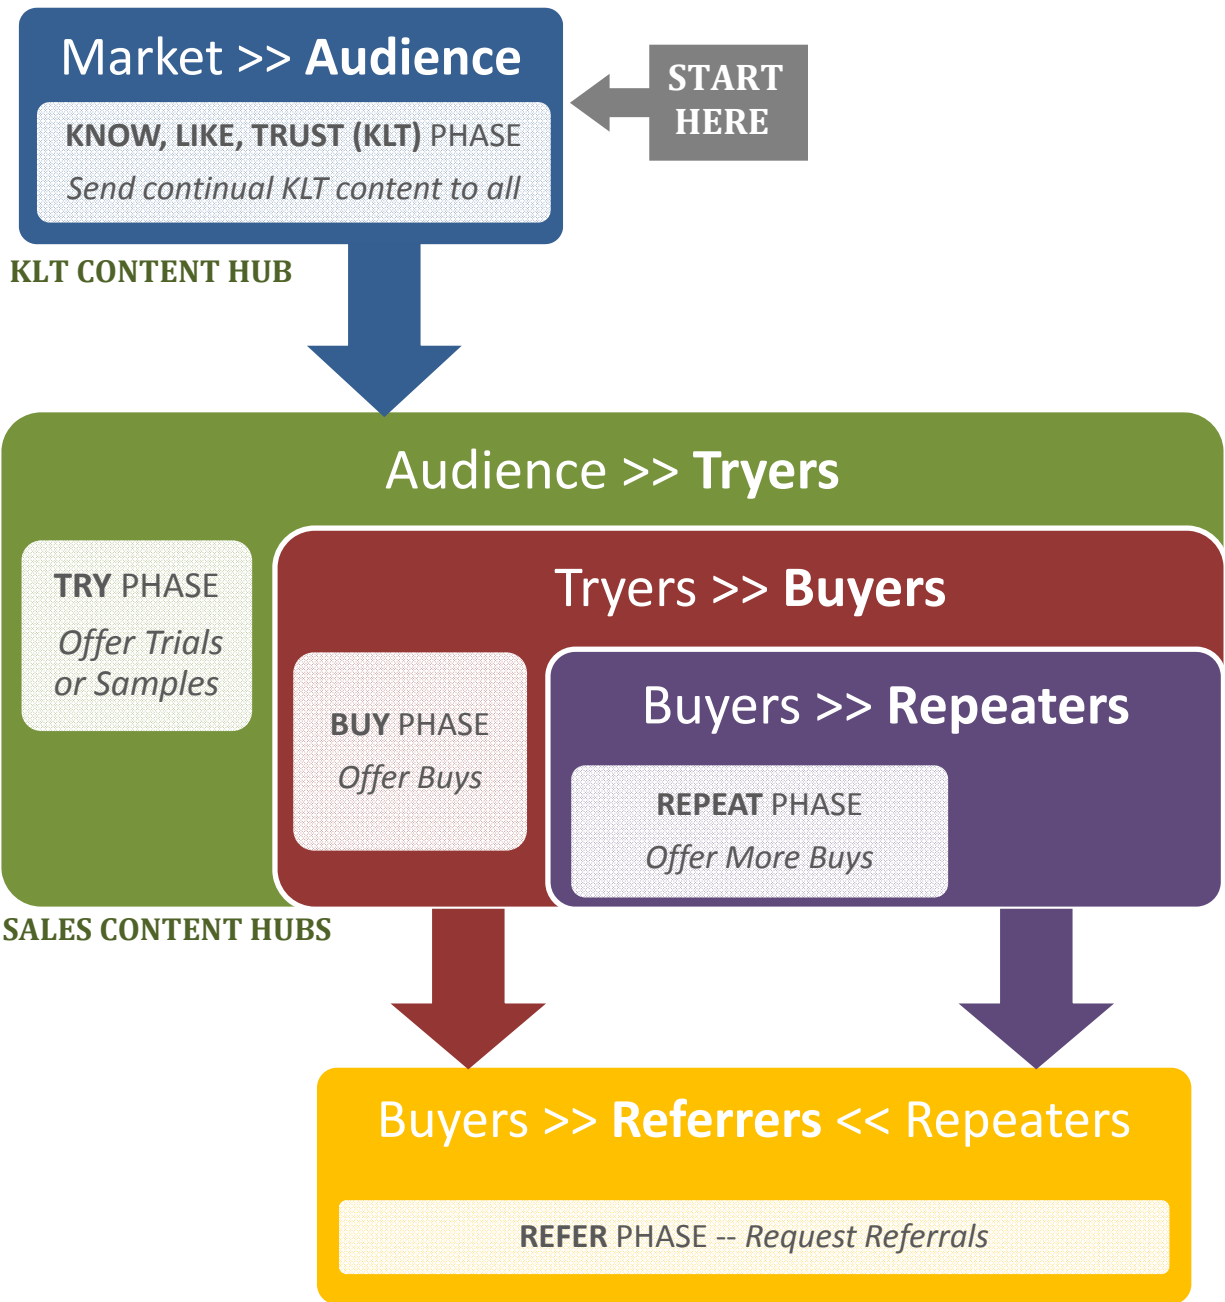 Market >> Audience
START
HERE
KNOW, LIKE, TRUST (KLT) PHASE
Send continual KLT content to all
KLT CONTENT HUB
Audience >> Tryers
TRY PHASE
Offer Trials
or Samples
Tryers >> Buyers
BUY PHASE
Offer Buys
Buyers >> Repeaters
REPEAT PHASE
Offer More Buys
SALES CONTENT HUBS
Buyers >> Referrers << Repeaters
REFER PHASE -- Request Referrals